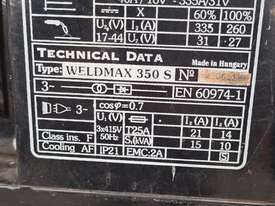 X 60% 100%
U₀(V) I₂(A) 335 260
17-44 U₂(V) 31 27
TECHNICAL DATA
Made in Hungary
Type: WELDMAX 350 S Nº
3~ EN 60974-1
cosφ=0.7
U₁(V) I₁(A) I₁(A)
3x415V T25A 21 14
50Hz S₁(kVA)
Class ins. F 15 10
Cooling AF IP21 EMC:2A S